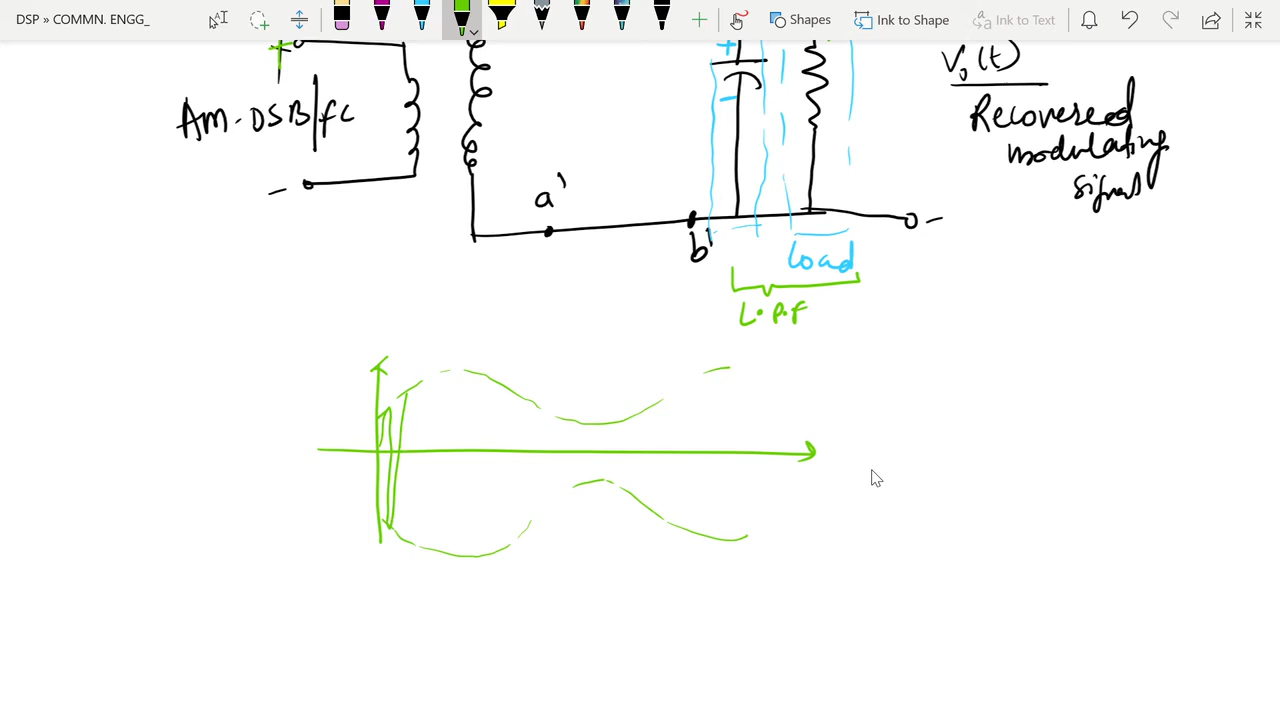 DSP » COMMN. ENGG_
Shapes
Ink to Shape
Ink to Text
+
+
V₀(t)
AM-DSB/fC
-
Recovered
modulating
signal
-
a'
b'
-
Load
L.P.F